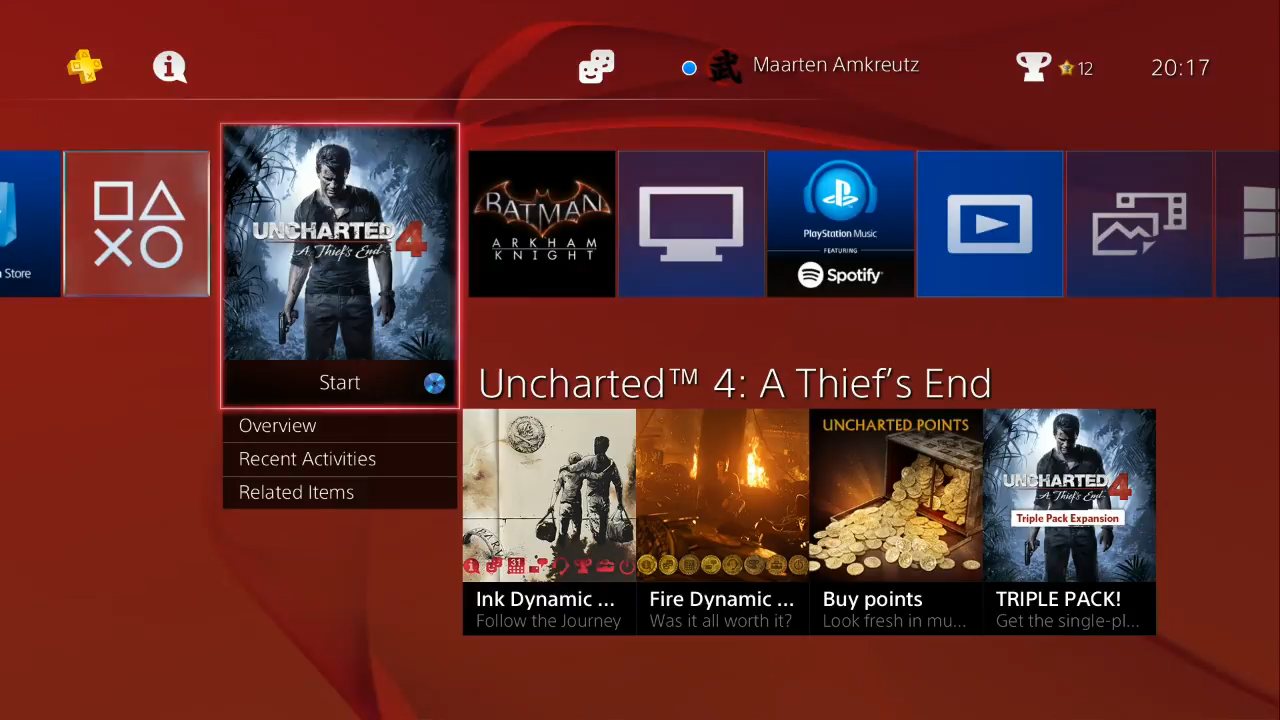 Maarten Amkreutz
12
20:17
Store
UNCHARTED 4
A Thief's End
BATMAN
ARKHAM
KNIGHT
PlayStation Music
FEATURING
Spotify
Start
Uncharted™ 4: A Thief's End
Overview
Recent Activities
Related Items
31
UNCHARTED POINTS
UNCHARTED 4
A Thief's End
Triple Pack Expansion
Ink Dynamic ...
Follow the Journey
Fire Dynamic ...
Was it all worth it?
Buy points
Look fresh in mu...
TRIPLE PACK!
Get the single-pl...